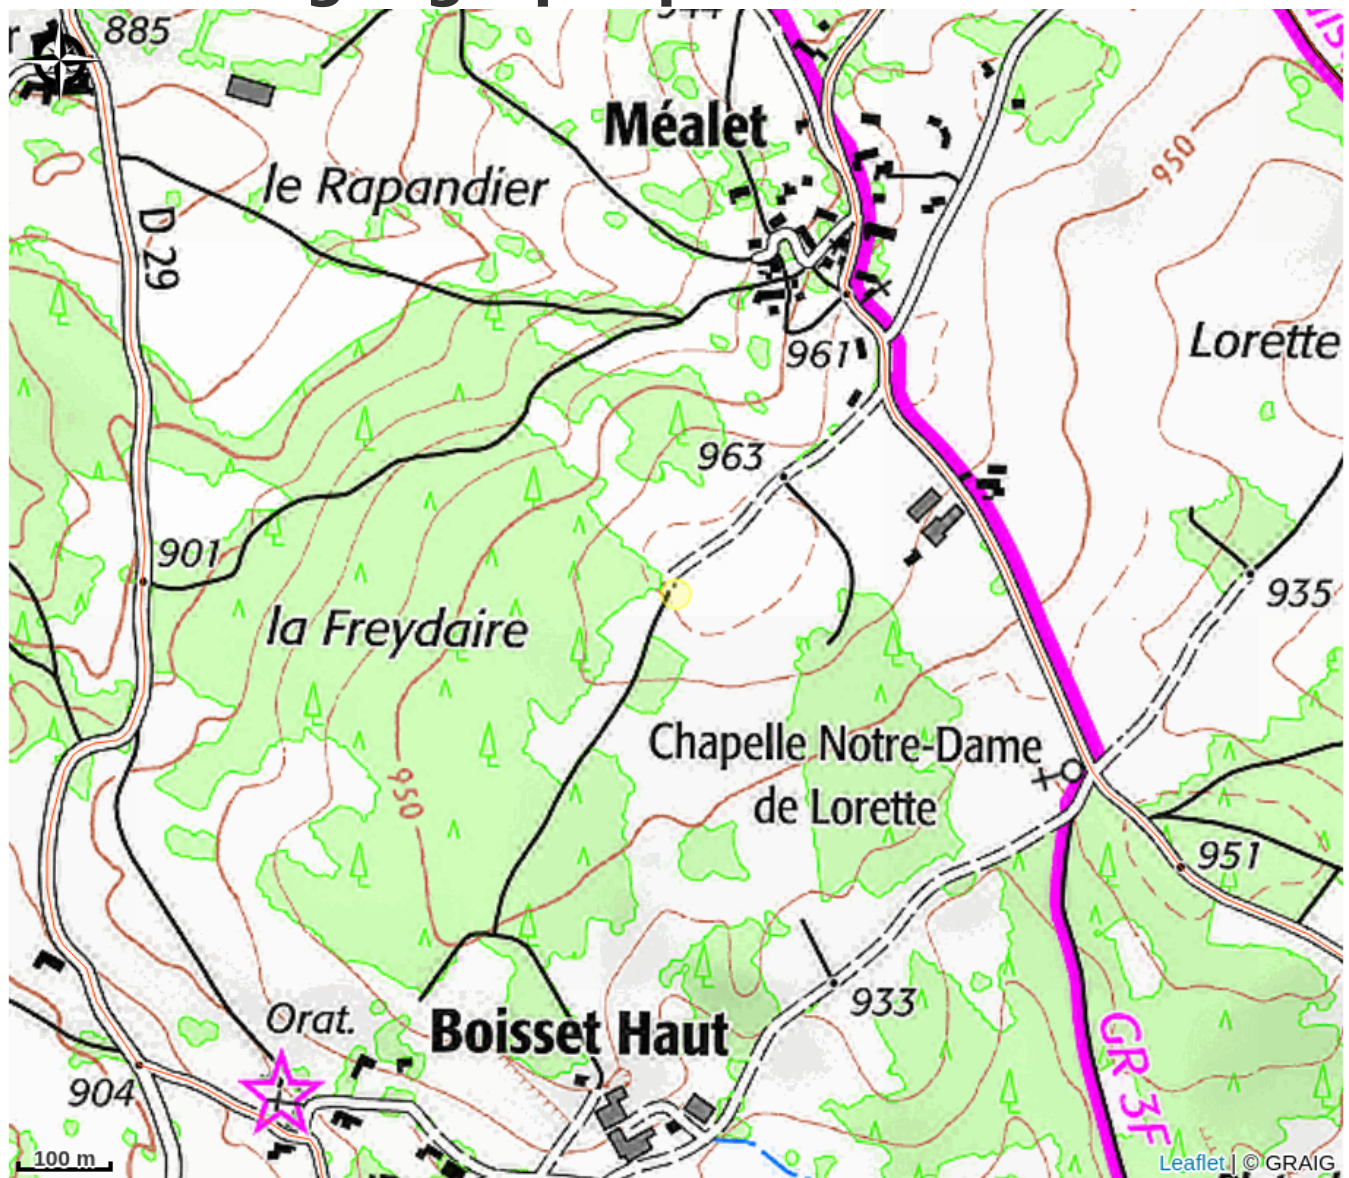 885
Méalet
950
le Rapandier
D 29
Lorette
961
963
901
935
la Freydaire
Chapelle Notre-Dame
de Lorette
950
951
933
Orat.
Boisset Haut
GR 3F
904
100 m
Leaflet | © GRAIG